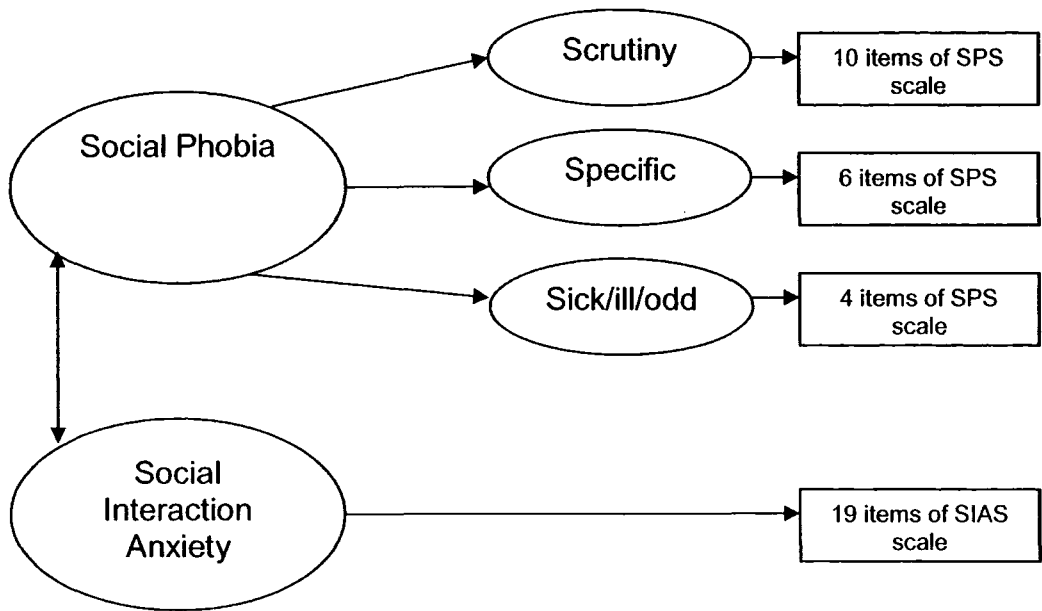 Scrutiny
10 items of SPS
scale
Social Phobia
Specific
6 items of SPS
scale
Sick/ill/odd
4 items of SPS
scale
Social
Interaction
Anxiety
19 items of SIAS
scale